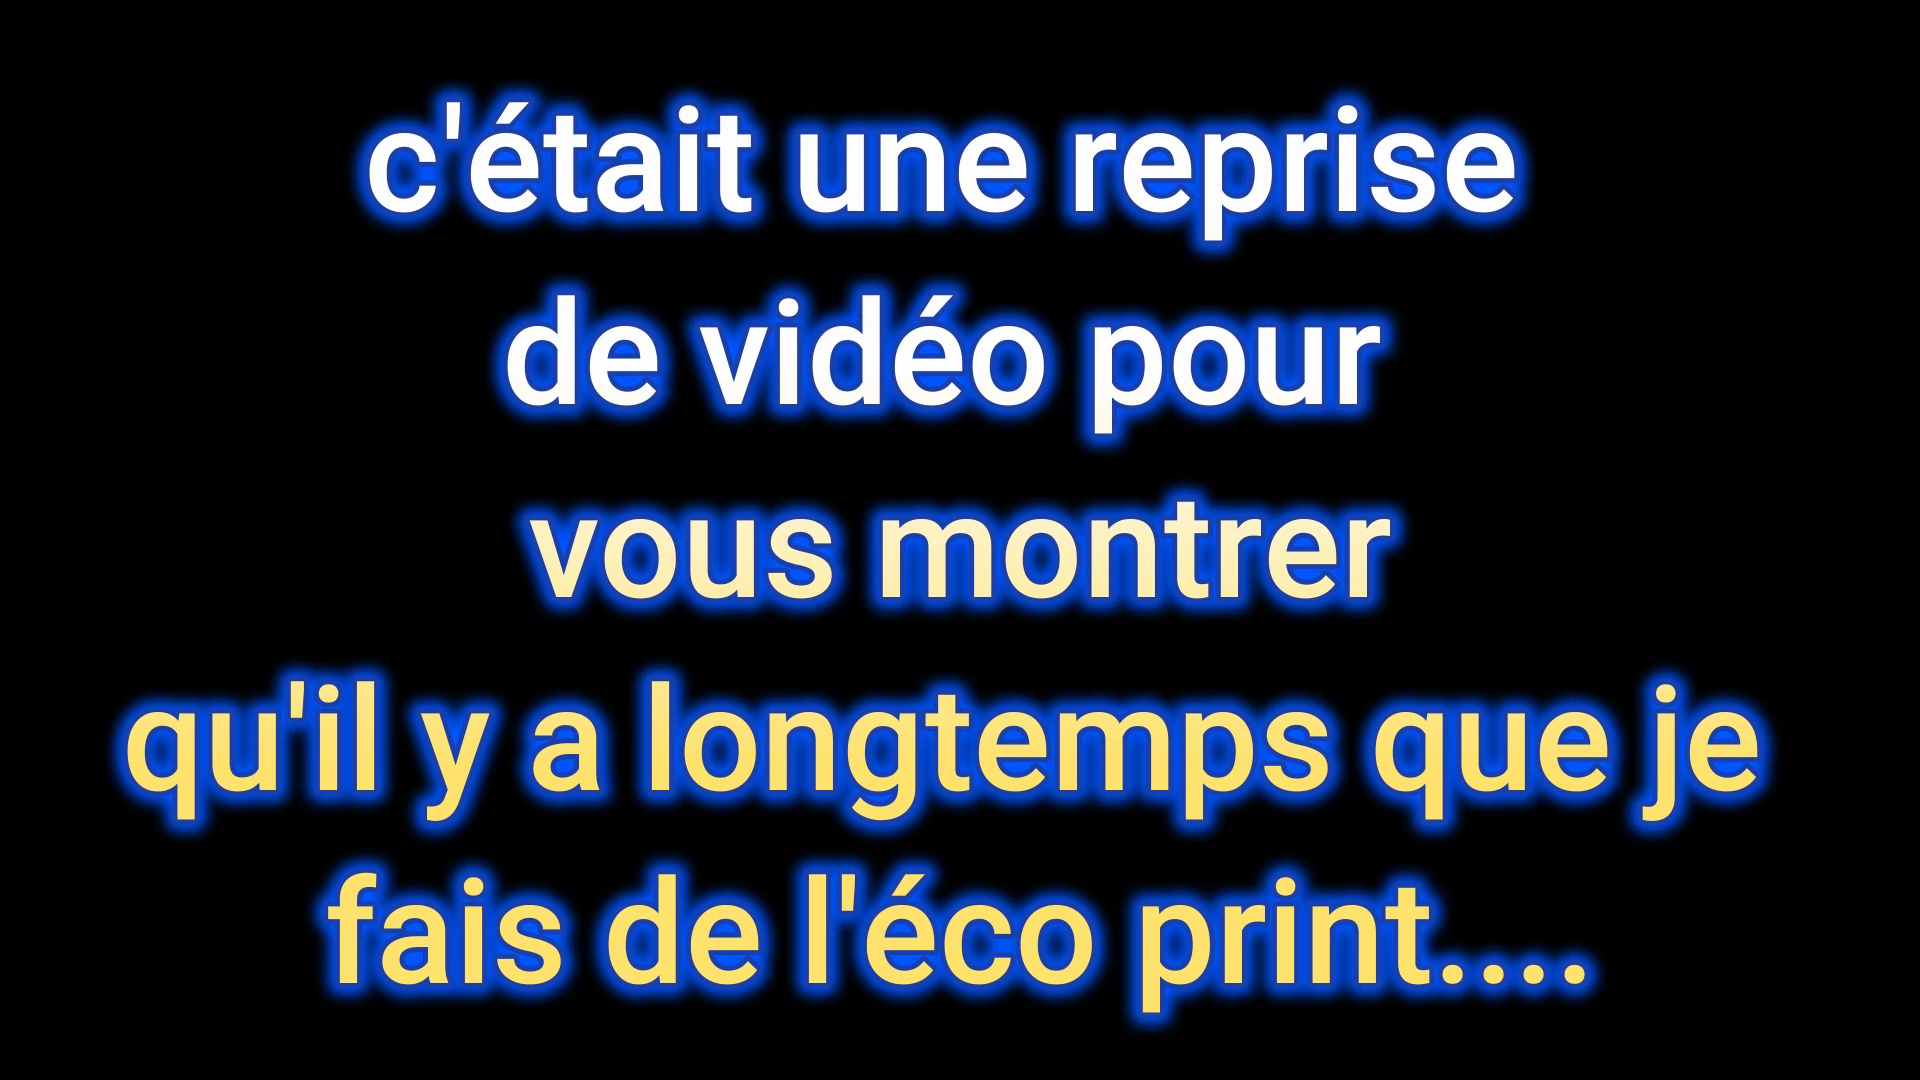 c'était une reprise
de vidéo pour
vous montrer
qu'il y a longtemps que je
fais de l'éco print....